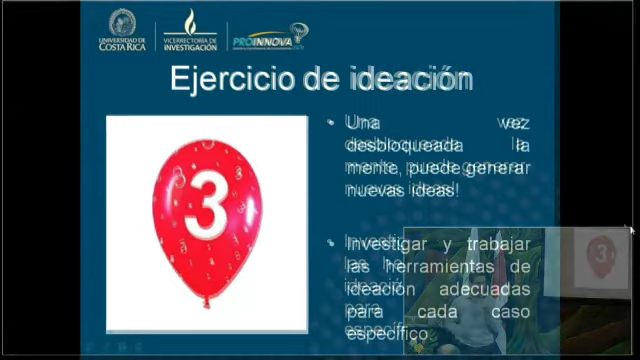 UNIVERSIDAD DE
COSTA RICA
VICERRECTORÍA DE
INVESTIGACIÓN
PROINNOVA
Ejercicio de ideación
3
Una vez
desbloqueada la
mente, puede generar
nuevas ideas!
Investigar y trabajar
las herramientas de
ideación adecuadas
para cada caso
específico
3